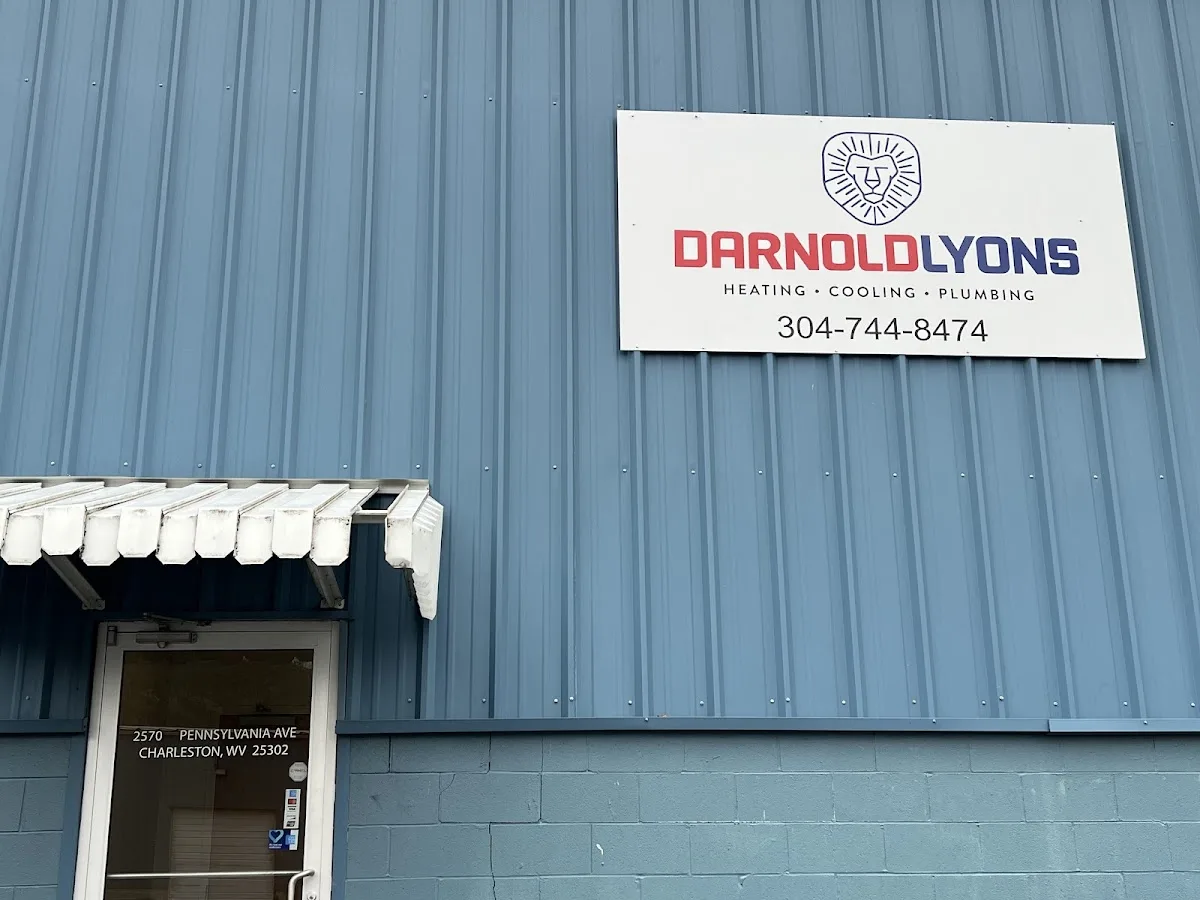 DARNOLDLYONS
HEATING • COOLING • PLUMBING
304-744-8474
2570 PENNSYLVANIA AVE
CHARLESTON, WV 25302